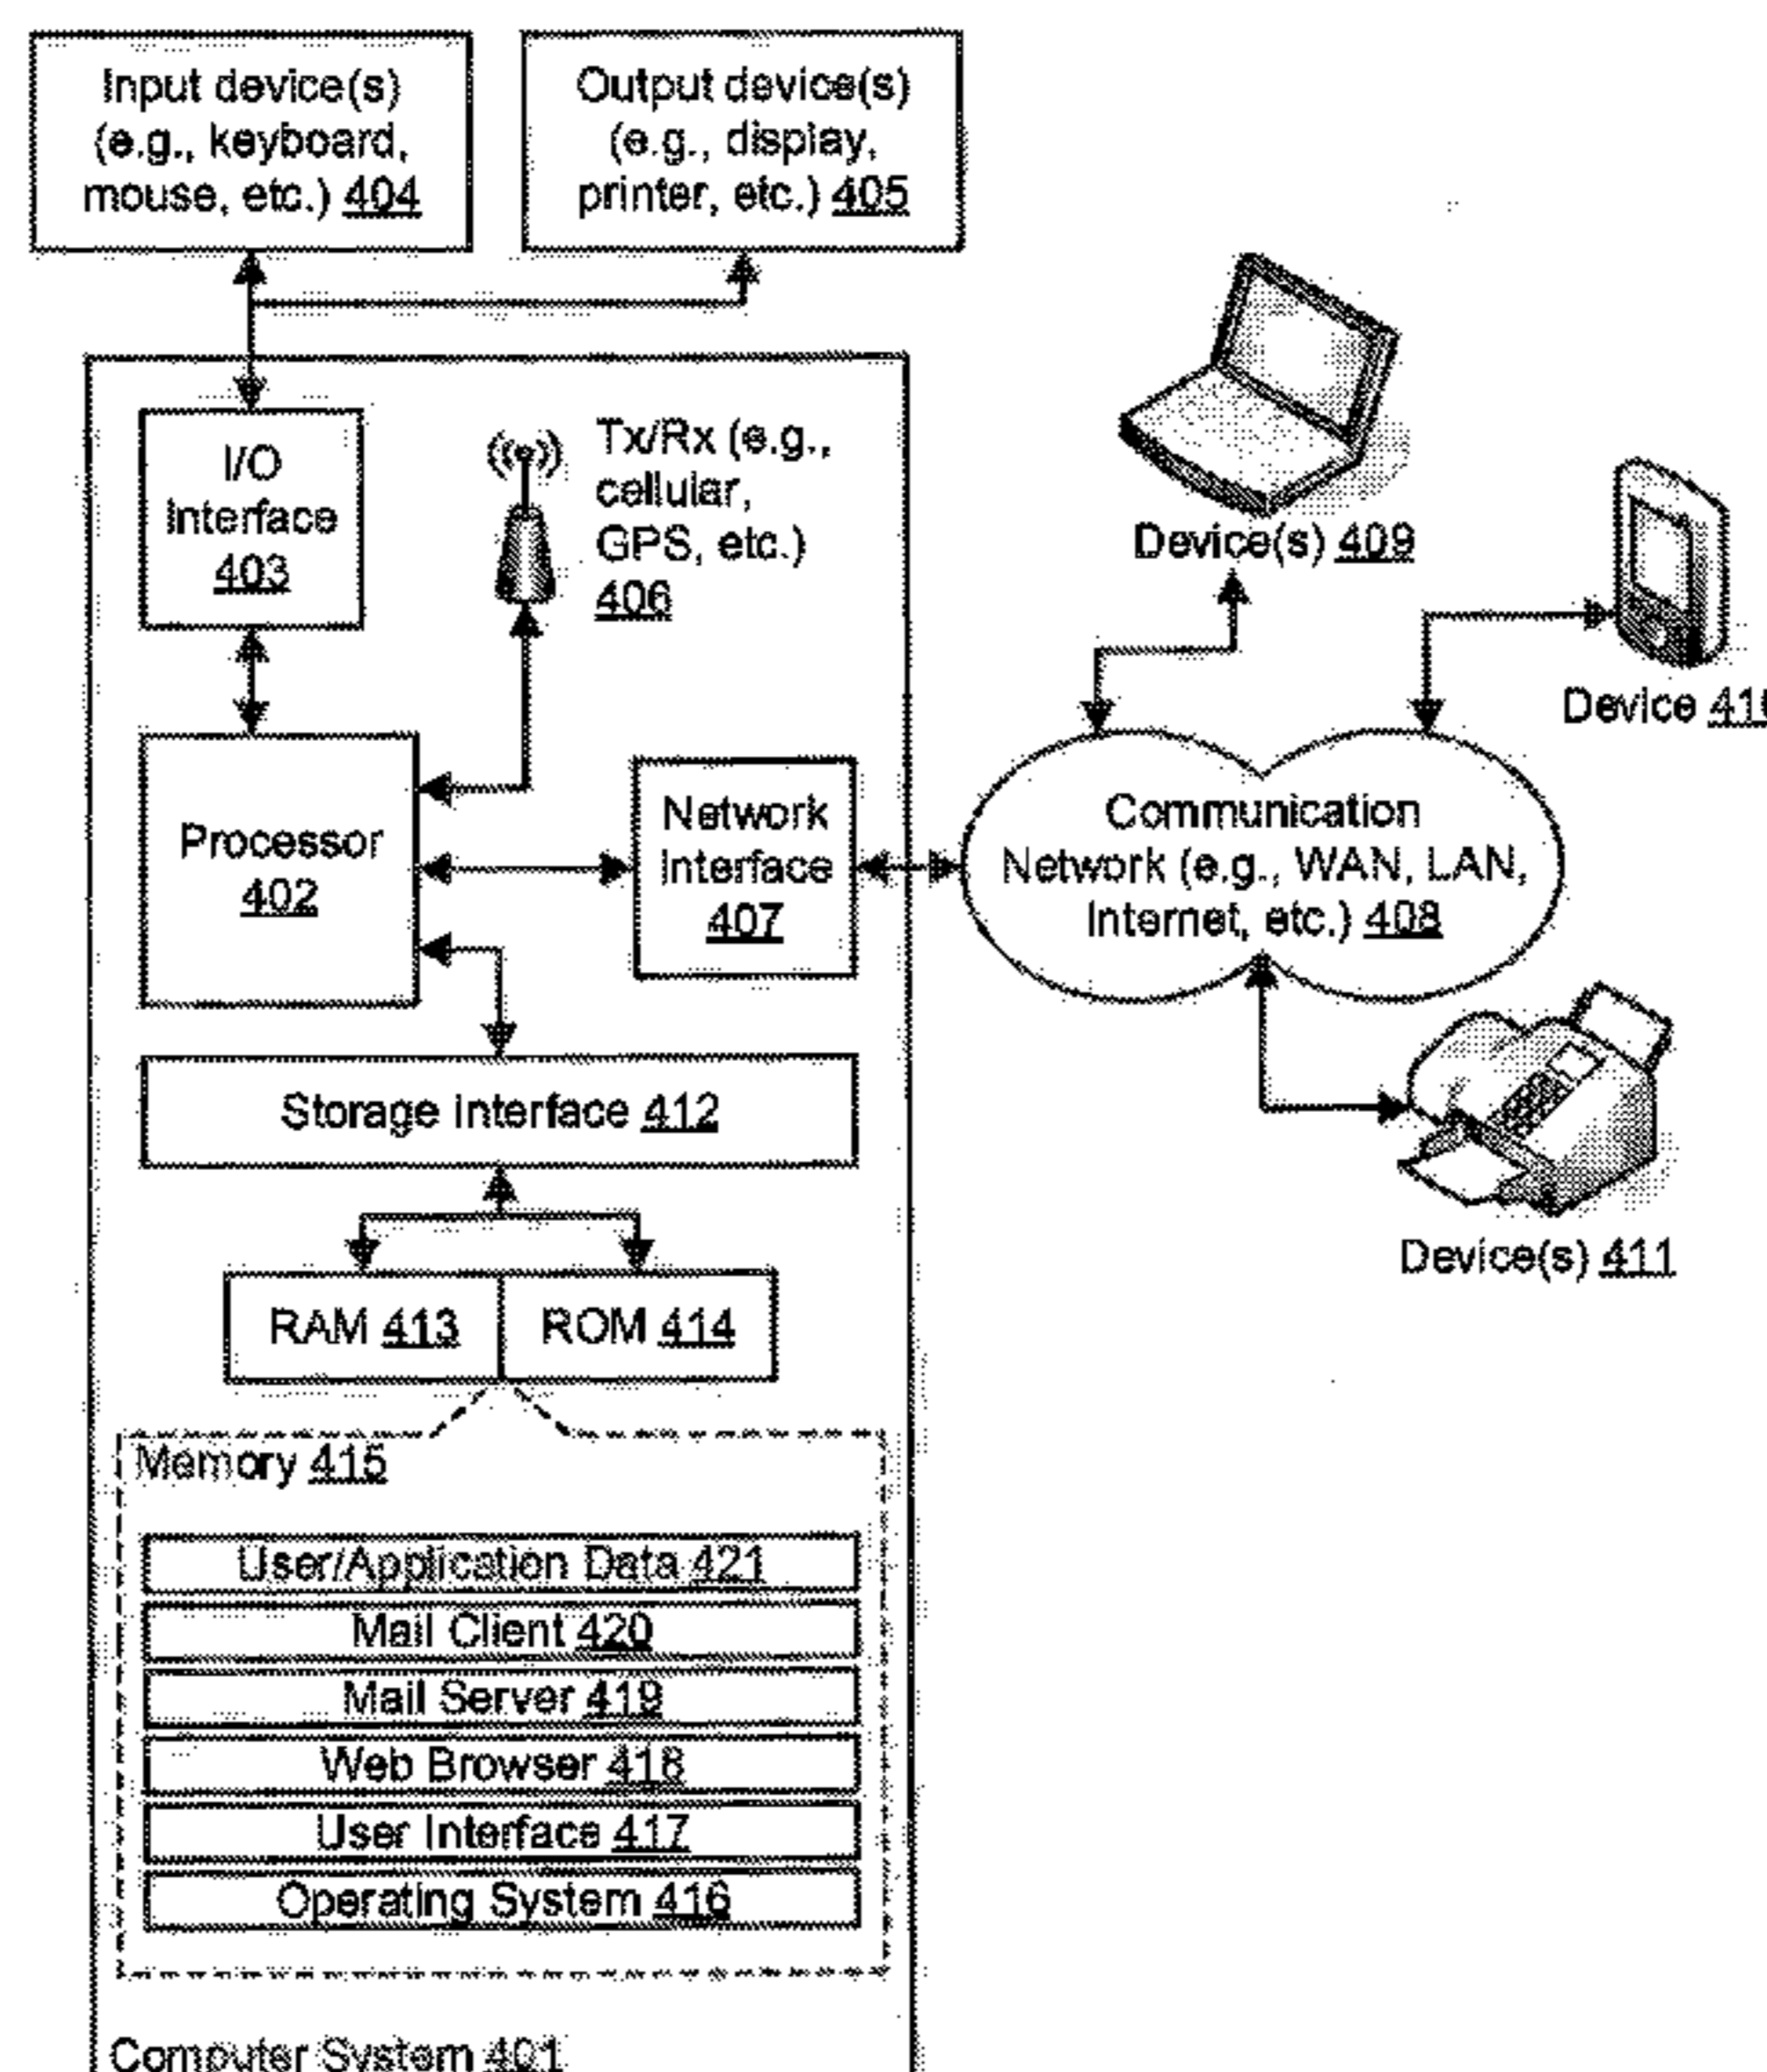 Input device(s)
(e.g., keyboard,
mouse, etc.) 404
Output device(s)
(e.g., display,
printer, etc.) 405
I/O
Interface
403
Tx/Rx (e.g.,
cellular,
GPS, etc.)
406
Device(s) 409
Device 410
Processor
402
Network
Interface
407
Communication
Network (e.g., WAN, LAN,
Internet, etc.) 408
Storage Interface 412
Device(s) 411
RAM 413
ROM 414
Memory 415
User/Application Data 421
Mail Client 420
Mail Server 419
Web Browser 418
User Interface 417
Operating System 416
Computer System 401